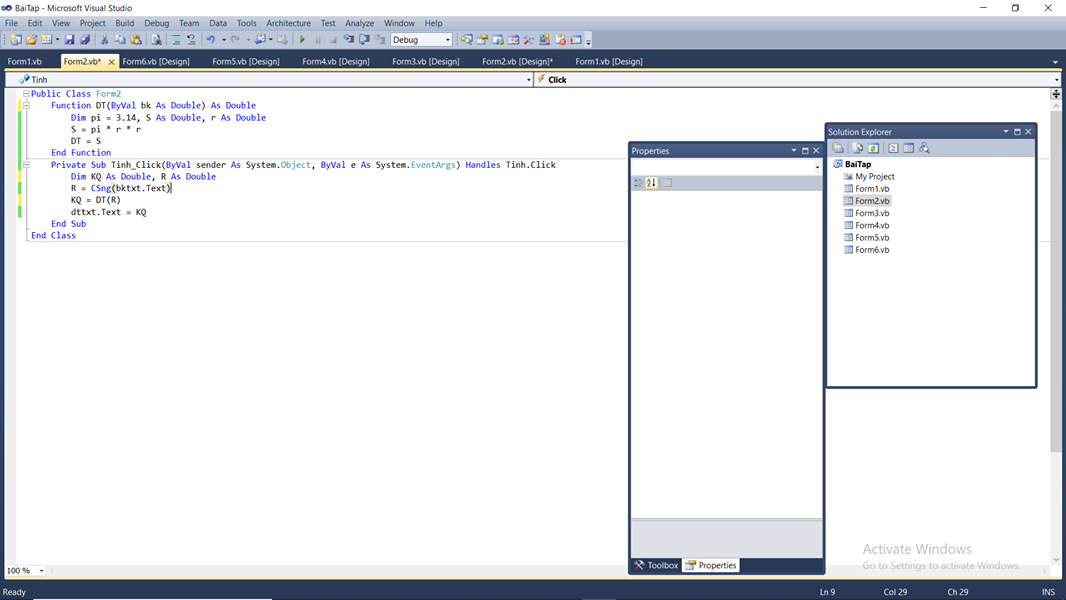 BaiTap - Microsoft Visual Studio
File Edit View Project Build Debug Team Data Tools Architecture Test Analyze Window Help
Debug
Form1.vb Form2.vb* Form6.vb [Design] Form5.vb [Design] Form4.vb [Design] Form3.vb [Design] Form2.vb [Design]* Form1.vb [Design]
Tinh Click
Public Class Form2
Function DT(ByVal bk As Double) As Double
Dim pi = 3.14, S As Double, r As Double
S = pi * r * r
DT = S
End Function
Private Sub Tinh_Click(ByVal sender As System.Object, ByVal e As System.EventArgs) Handles Tinh.Click
Dim KQ As Double, R As Double
R = CSng(bktxt.Text)
KQ = DT(R)
dttxt.Text = KQ
End Sub
End Class
Properties
Toolbox Properties
Solution Explorer
BaiTap
My Project
Form1.vb
Form2.vb
Form3.vb
Form4.vb
Form5.vb
Form6.vb
Activate Windows
Go to Settings to activate Windows.
100 %
Ready Ln 9 Col 29 Ch 29 INS